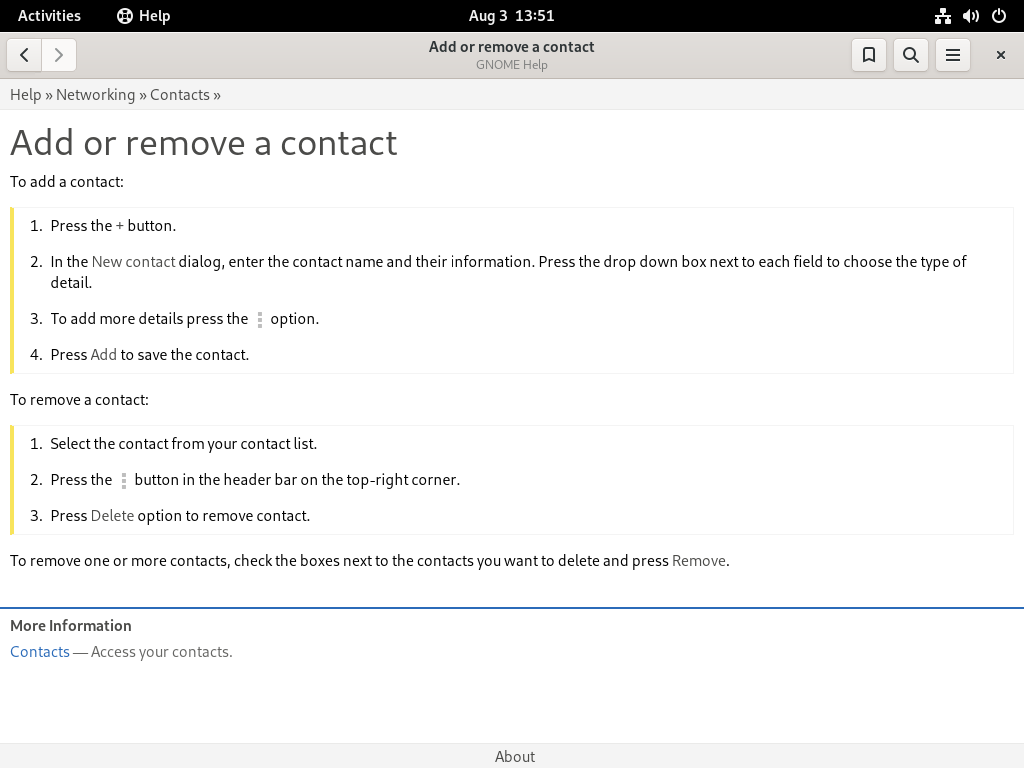 Activities Help Aug 3 13:51
Add or remove a contact
GNOME Help
Help » Networking » Contacts »
Add or remove a contact
To add a contact:
1. Press the + button.
2. In the New contact dialog, enter the contact name and their information. Press the drop down box next to each field to choose the type of
detail.
3. To add more details press the ⋮ option.
4. Press Add to save the contact.
To remove a contact:
1. Select the contact from your contact list.
2. Press the ⋮ button in the header bar on the top-right corner.
3. Press Delete option to remove contact.
To remove one or more contacts, check the boxes next to the contacts you want to delete and press Remove.
More Information
Contacts — Access your contacts.
About